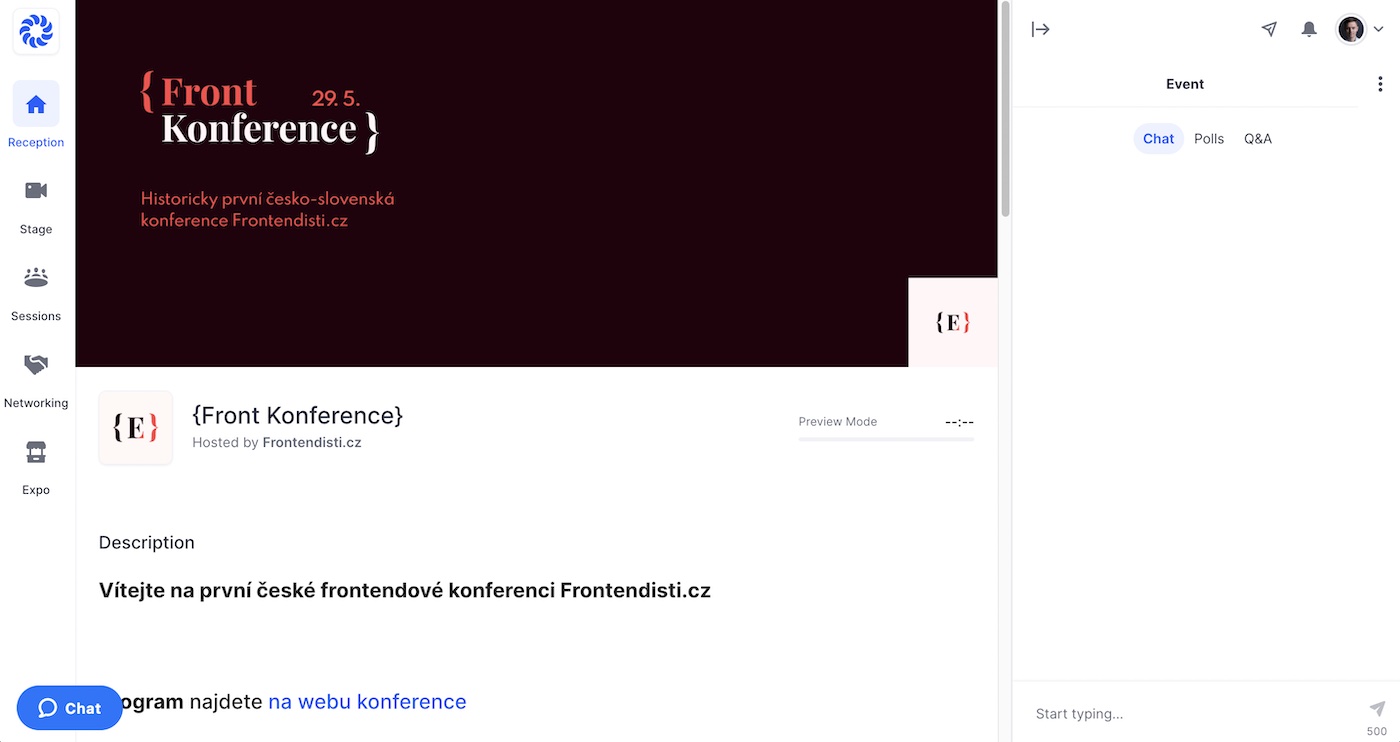 Reception
Stage
Sessions
Networking
Expo
Chat
{Front 29. 5.
Konference}
Historicky první česko-slovenská
konference Frontendisti.cz
{E}
{E}
{Front Konference}
Hosted by Frontendisti.cz
Preview Mode --:--
Description
Vítejte na první české frontendové konferenci Frontendisti.cz
ogram najdete na webu konference
Event
Chat Polls Q&A
Start typing...
500